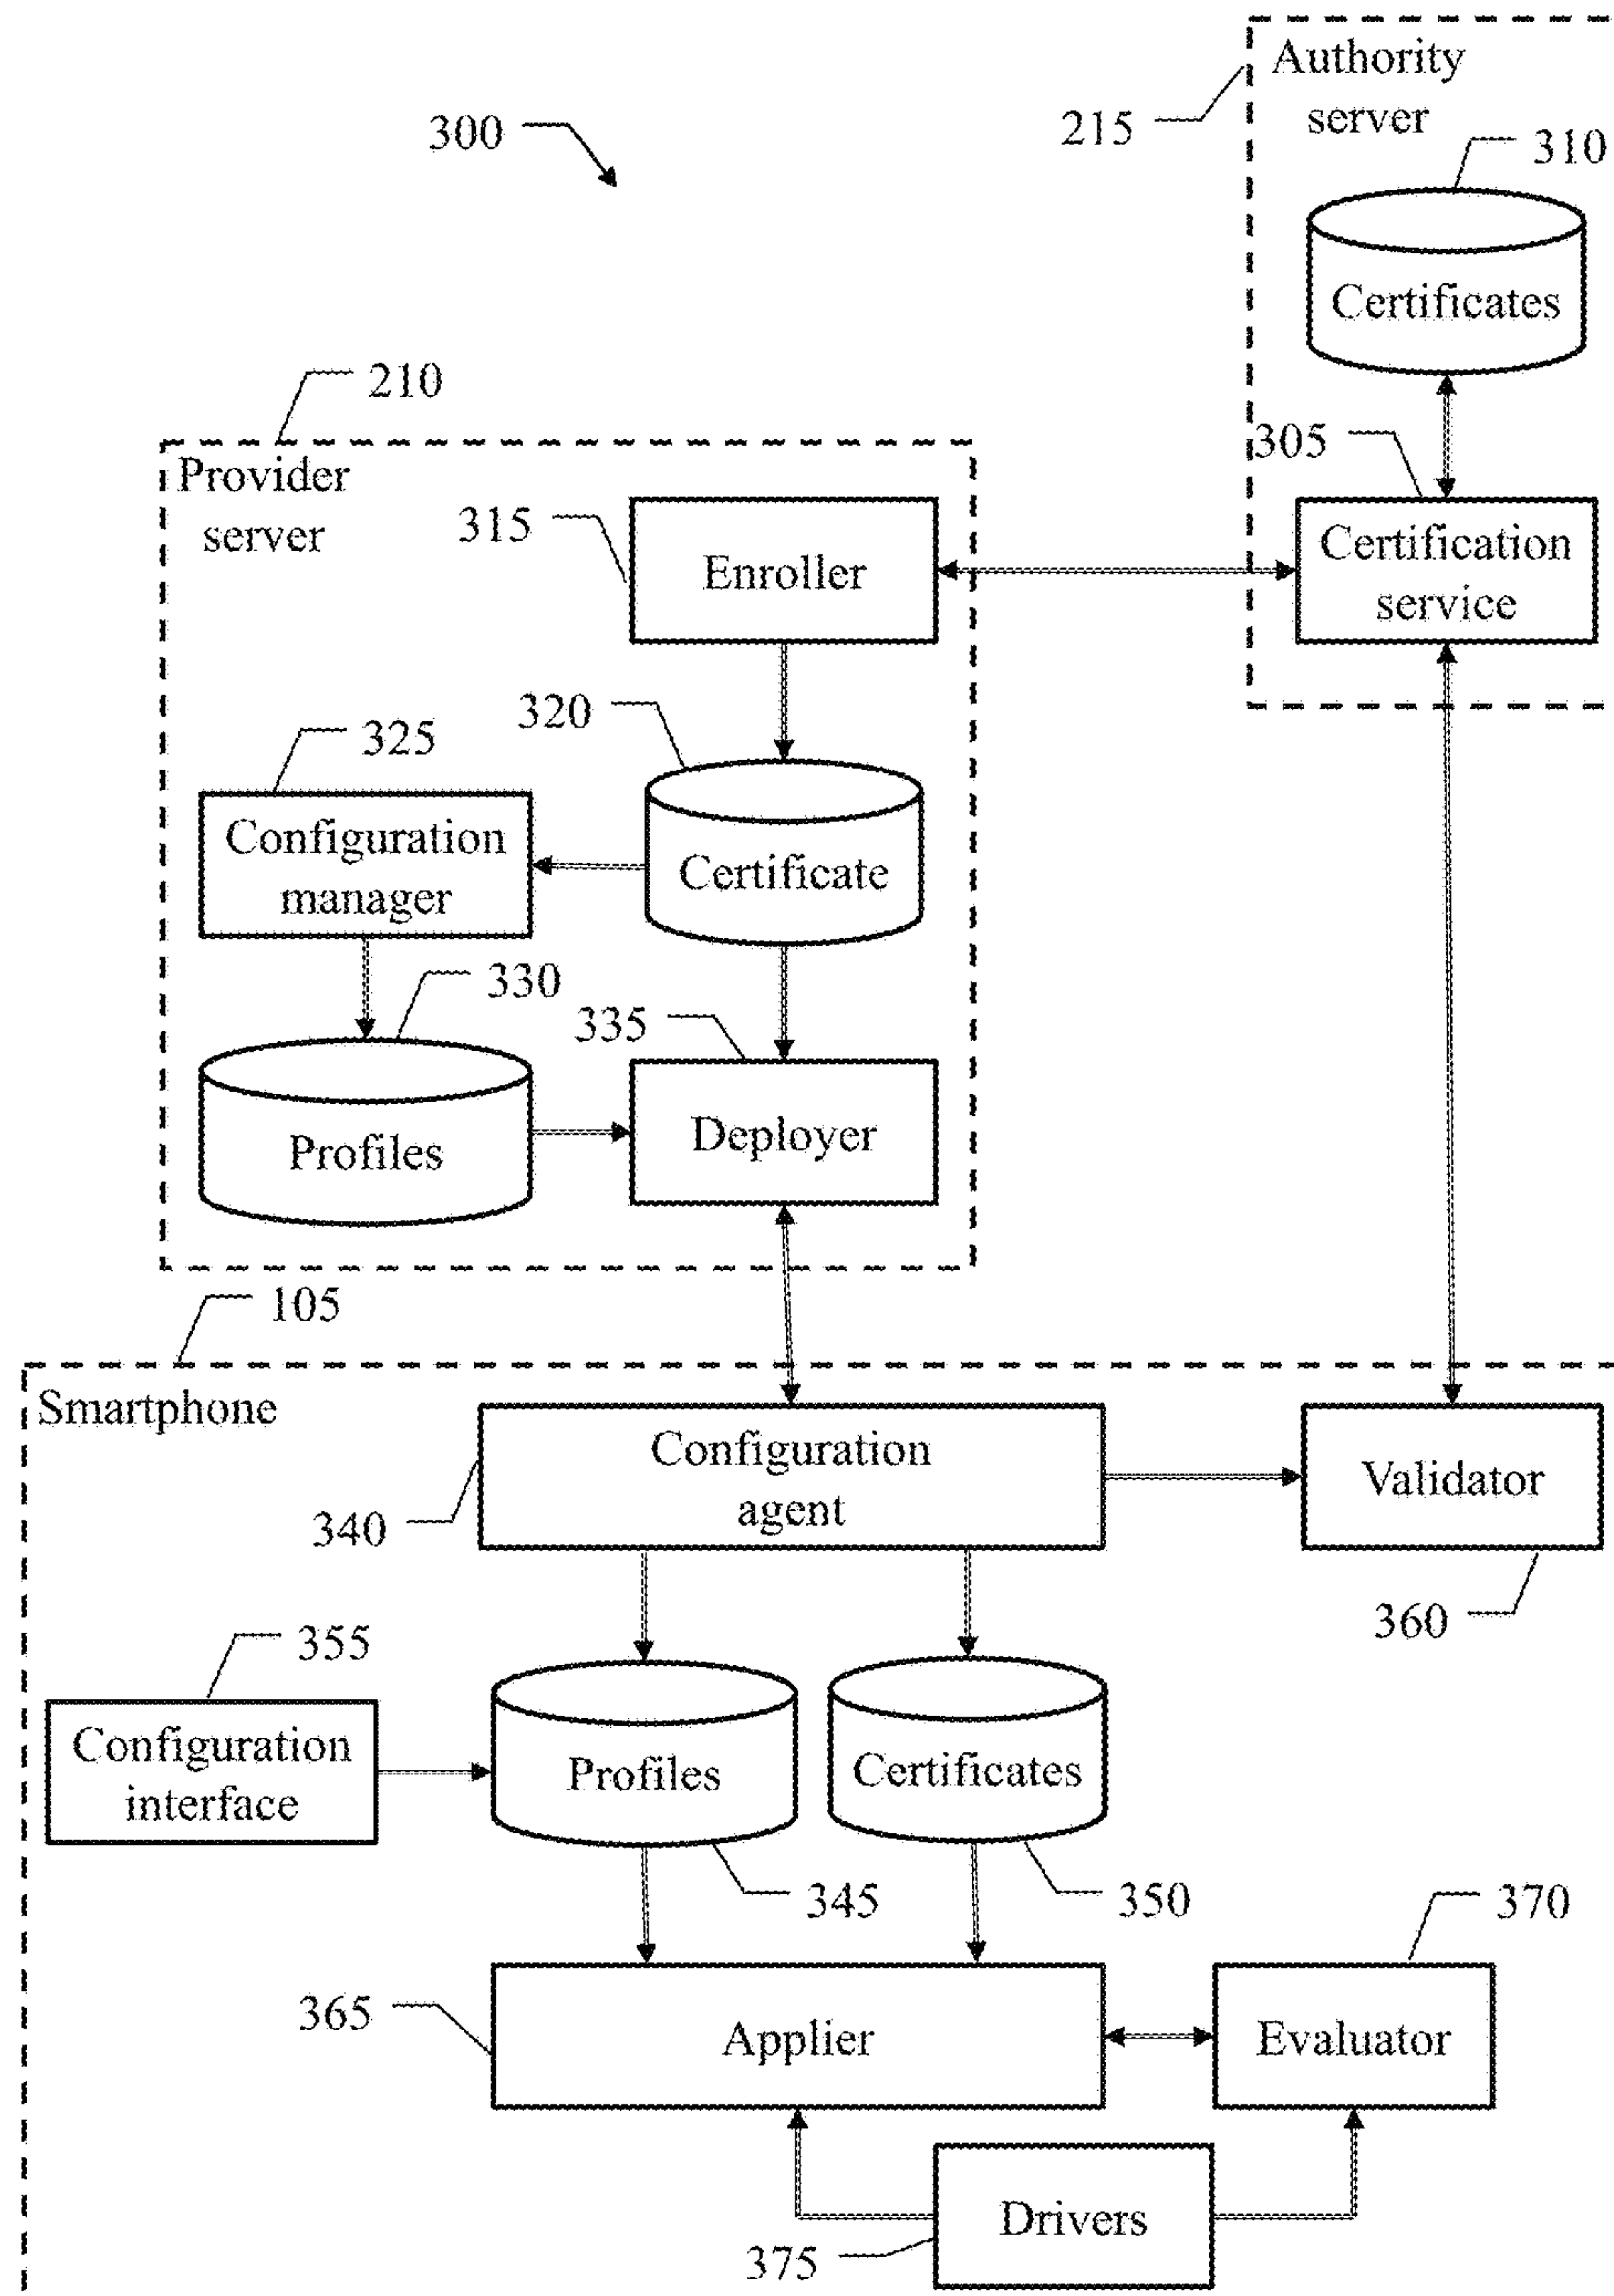 300
215
Authority
server
310
Certificates
305
Certification
service
210
Provider
server
315
Enroller
320
Certificate
325
Configuration
manager
330
Profiles
335
Deployer
105
Smartphone
340
Configuration
agent
Validator
360
355
Configuration
interface
Profiles
Certificates
345
350
370
365
Applier
Evaluator
Drivers
375